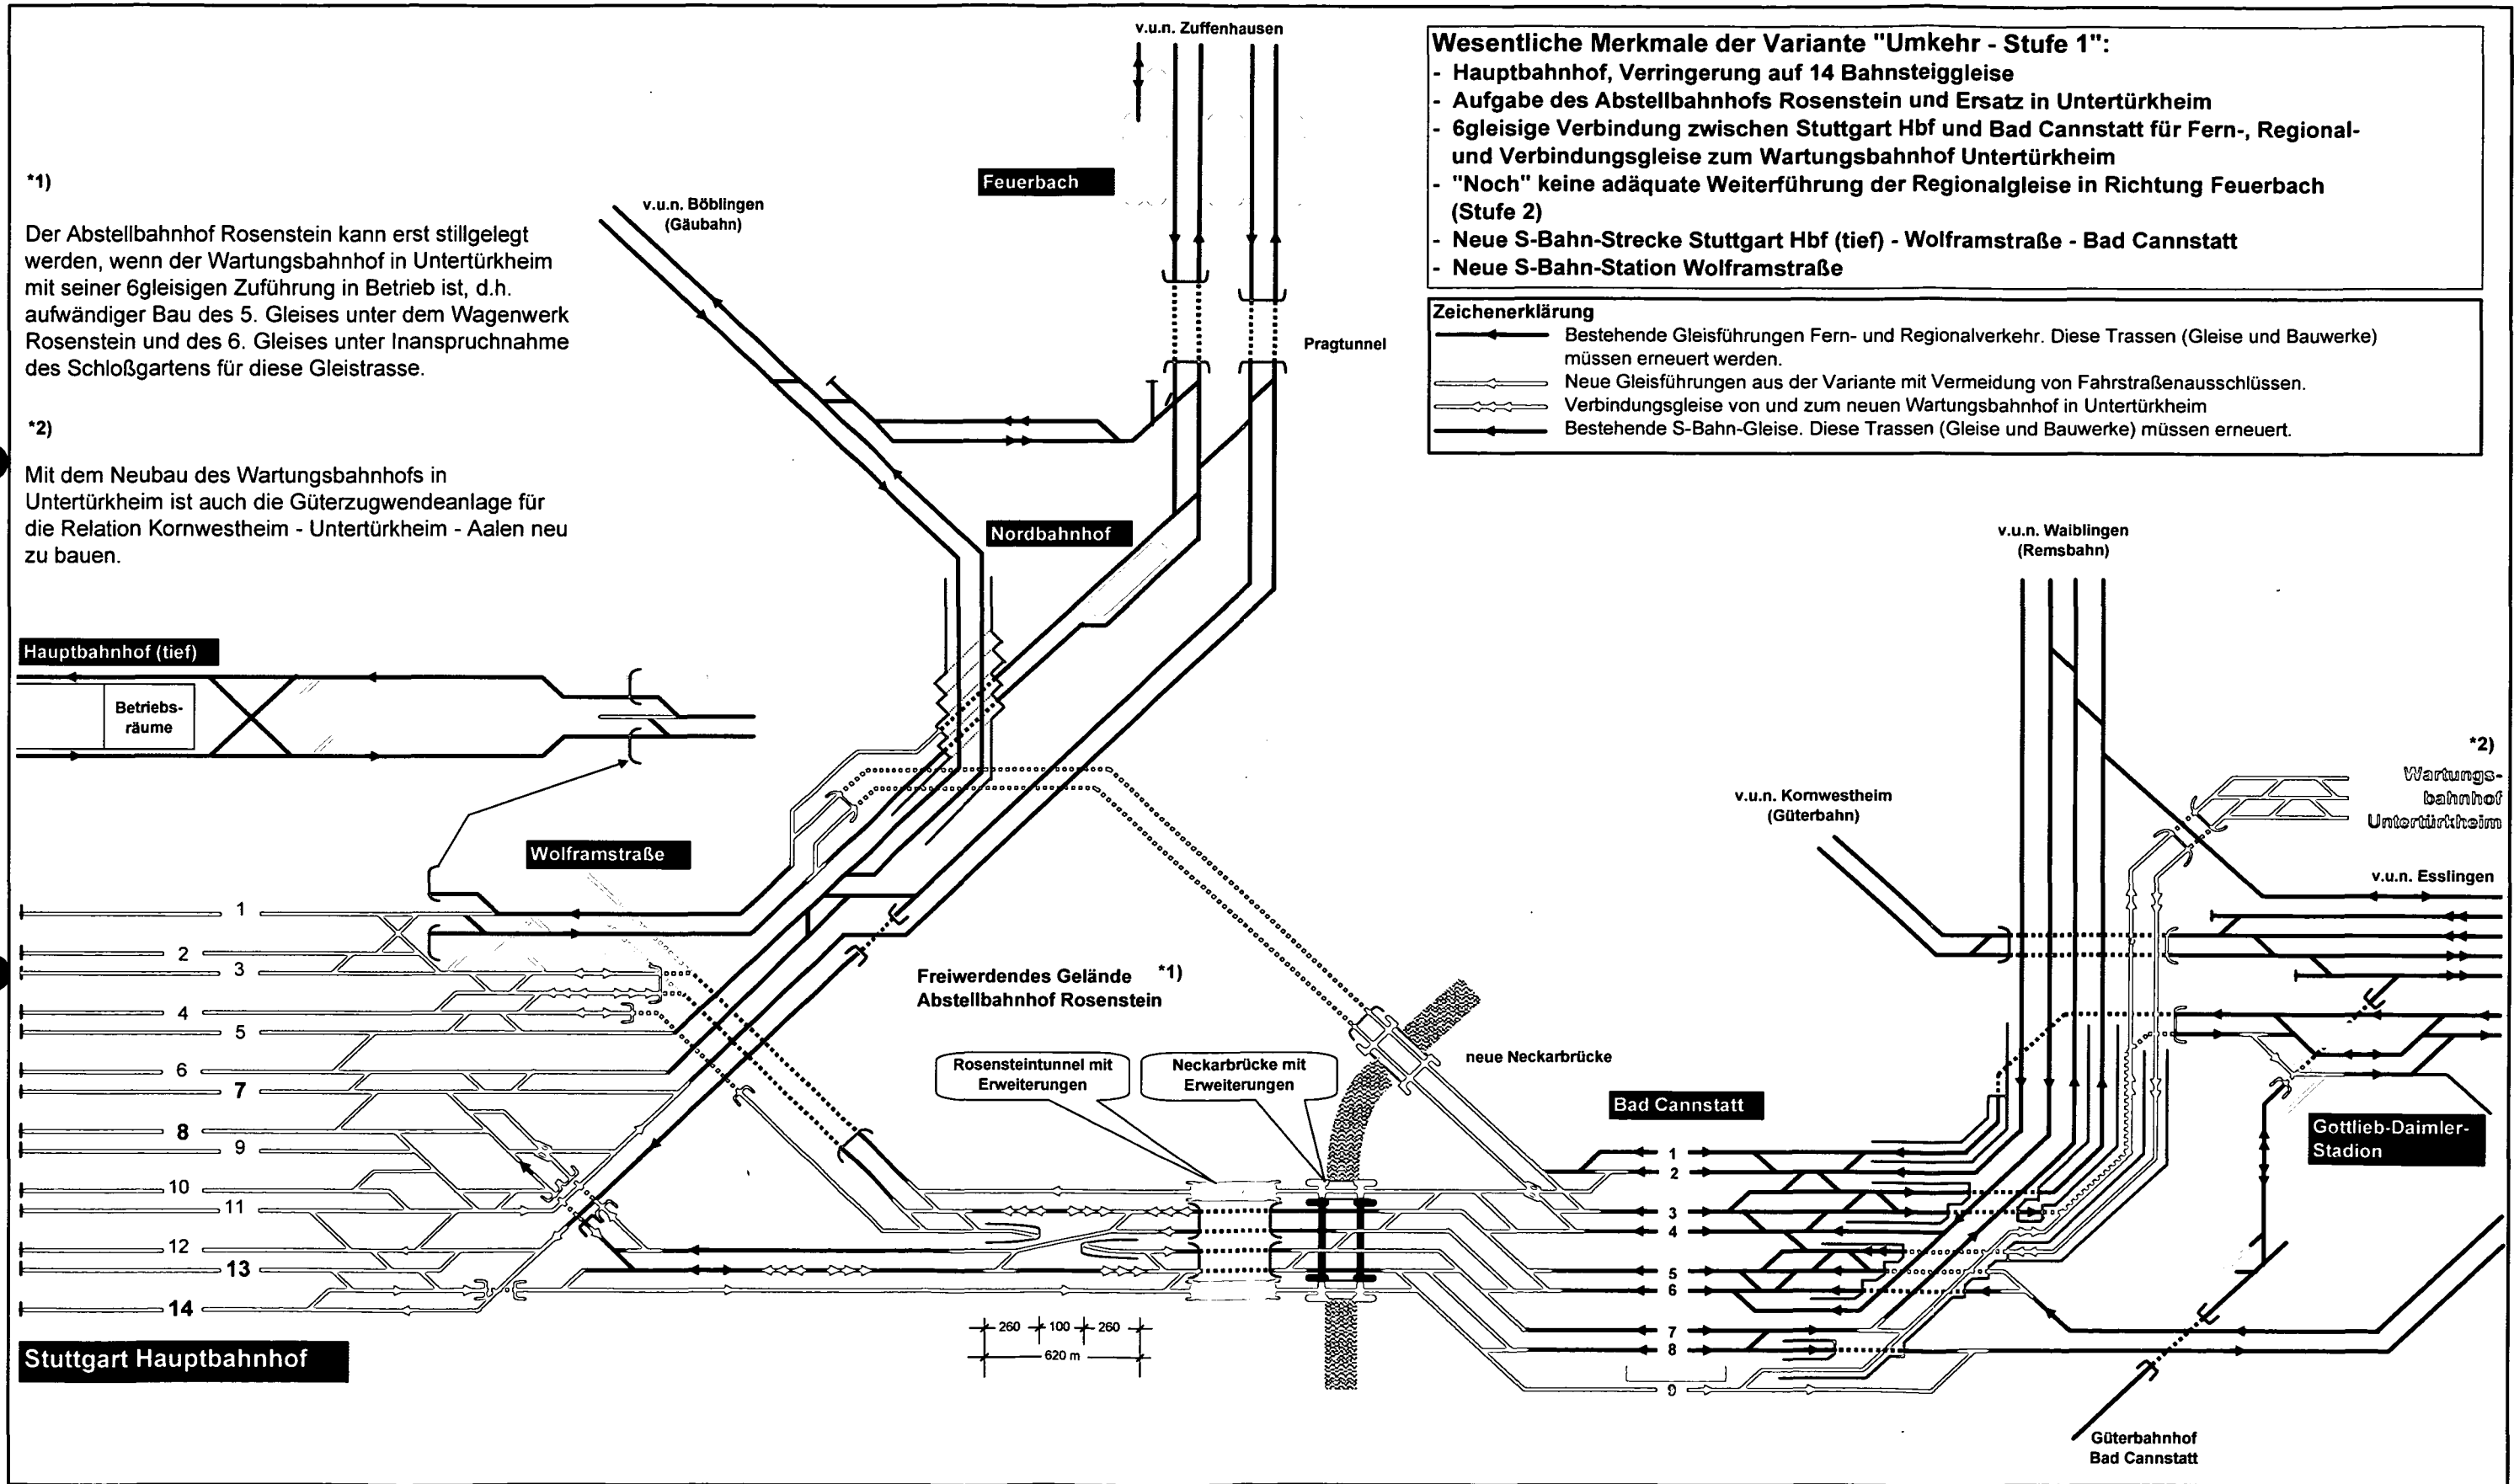 v.u.n. Zuffenhausen
Wesentliche Merkmale der Variante "Umkehr - Stufe 1":
- Hauptbahnhof, Verringerung auf 14 Bahnsteiggleise
- Aufgabe des Abstellbahnhofs Rosenstein und Ersatz in Untertürkheim
- 6gleisige Verbindung zwischen Stuttgart Hbf und Bad Cannstatt für Fern-, Regional-
und Verbindungsgleise zum Wartungsbahnhof Untertürkheim
- "Noch" keine adäquate Weiterführung der Regionalgleise in Richtung Feuerbach
(Stufe 2)
- Neue S-Bahn-Strecke Stuttgart Hbf (tief) - Wolframstraße - Bad Cannstatt
- Neue S-Bahn-Station Wolframstraße
Zeichenerklärung
Bestehende Gleisführungen Fern- und Regionalverkehr. Diese Trassen (Gleise und Bauwerke)
müssen erneuert werden.
Neue Gleisführungen aus der Variante mit Vermeidung von Fahrstraßenausschlüssen.
Verbindungsgleise von und zum neuen Wartungsbahnhof in Untertürkheim
Bestehende S-Bahn-Gleise. Diese Trassen (Gleise und Bauwerke) müssen erneuert.
*1)
Der Abstellbahnhof Rosenstein kann erst stillgelegt
werden, wenn der Wartungsbahnhof in Untertürkheim
mit seiner 6gleisigen Zuführung in Betrieb ist, d.h.
aufwändiger Bau des 5. Gleises unter dem Wagenwerk
Rosenstein und des 6. Gleises unter Inanspruchnahme
des Schloßgartens für diese Gleistrasse.
*2)
Mit dem Neubau des Wartungsbahnhofs in
Untertürkheim ist auch die Güterzugwendeanlage für
die Relation Kornwestheim - Untertürkheim - Aalen neu
zu bauen.
Feuerbach
v.u.n. Böblingen
(Gäubahn)
Pragtunnel
Nordbahnhof
v.u.n. Waiblingen
(Remsbahn)
Hauptbahnhof (tief)
Betriebs-
räume
*2)
Wartungs-
bahnhof
Untertürkheim
v.u.n. Kornwestheim
(Güterbahn)
Wolframstraße
v.u.n. Esslingen
1
2
3
4
5
6
7
8
9
10
11
12
13
14
Stuttgart Hauptbahnhof
Freiwerdendes Gelände *1)
Abstellbahnhof Rosenstein
Rosensteintunnel mit
Erweiterungen
Neckarbrücke mit
Erweiterungen
neue Neckarbrücke
Bad Cannstatt
1
2
3
4
5
6
7
8
9
Gottlieb-Daimler-
Stadion
260 100 260
620 m
Güterbahnhof
Bad Cannstatt